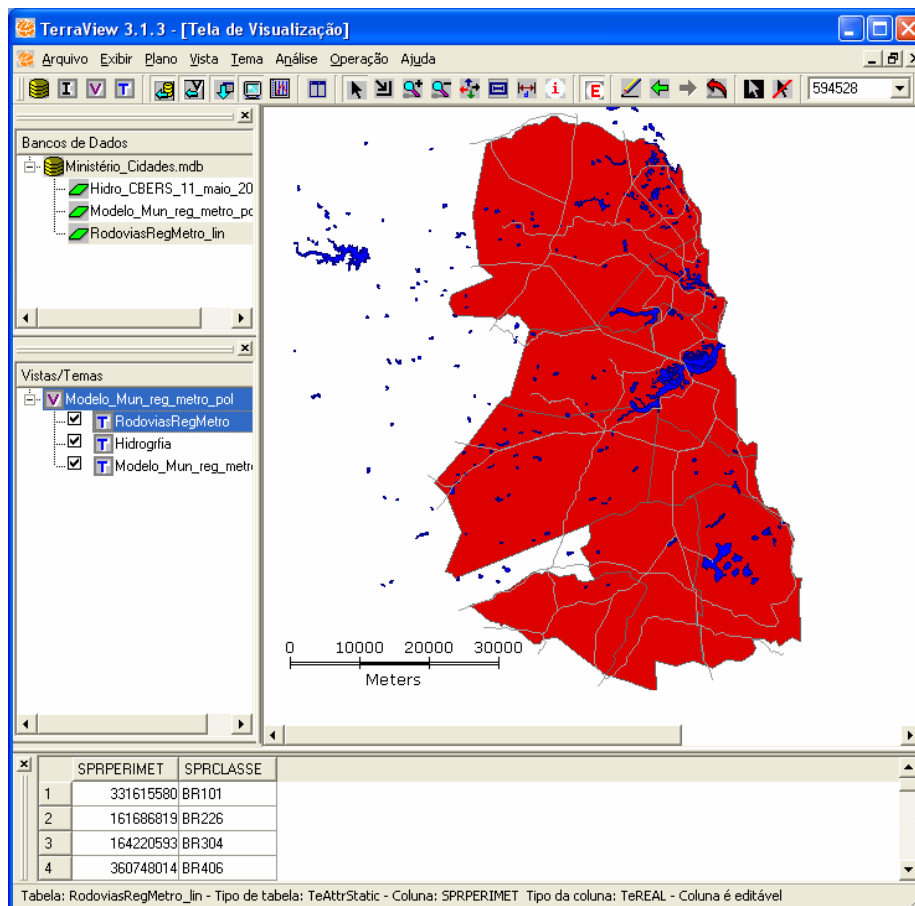 TerraView 3.1.3 - [Tela de Visualização]
Arquivo Exibir Plano Vista Tema Análise Operação Ajuda
I V T i E 594528
Bancos de Dados
Ministério_Cidades.mdb
Hidro_CBERS_11_maio_20
Modelo_Mun_reg_metro_po
RodoviasRegMetro_lin
Vistas/Temas
V Modelo_Mun_reg_metro_pol
T RodoviasRegMetro
T Hidrogrfia
T Modelo_Mun_reg_metr
0 10000 20000 30000
Meters
SPRPERIMET SPRCLASSE
1 331615580 BR101
2 161686819 BR226
3 164220593 BR304
4 360748014 BR406
Tabela: RodoviasRegMetro_lin - Tipo de tabela: TeAttrStatic - Coluna: SPRPERIMET Tipo da coluna: TeREAL - Coluna é editável